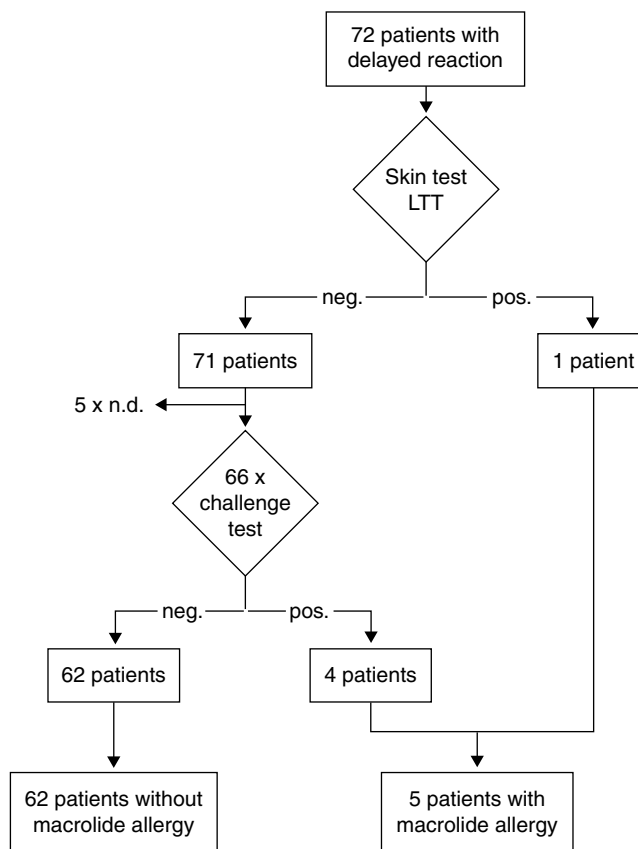 72 patients with
delayed reaction
Skin test
LTT
neg.
pos.
71 patients
1 patient
5 x n.d.
66 x
challenge
test
neg.
pos.
62 patients
4 patients
62 patients without
macrolide allergy
5 patients with
macrolide allergy